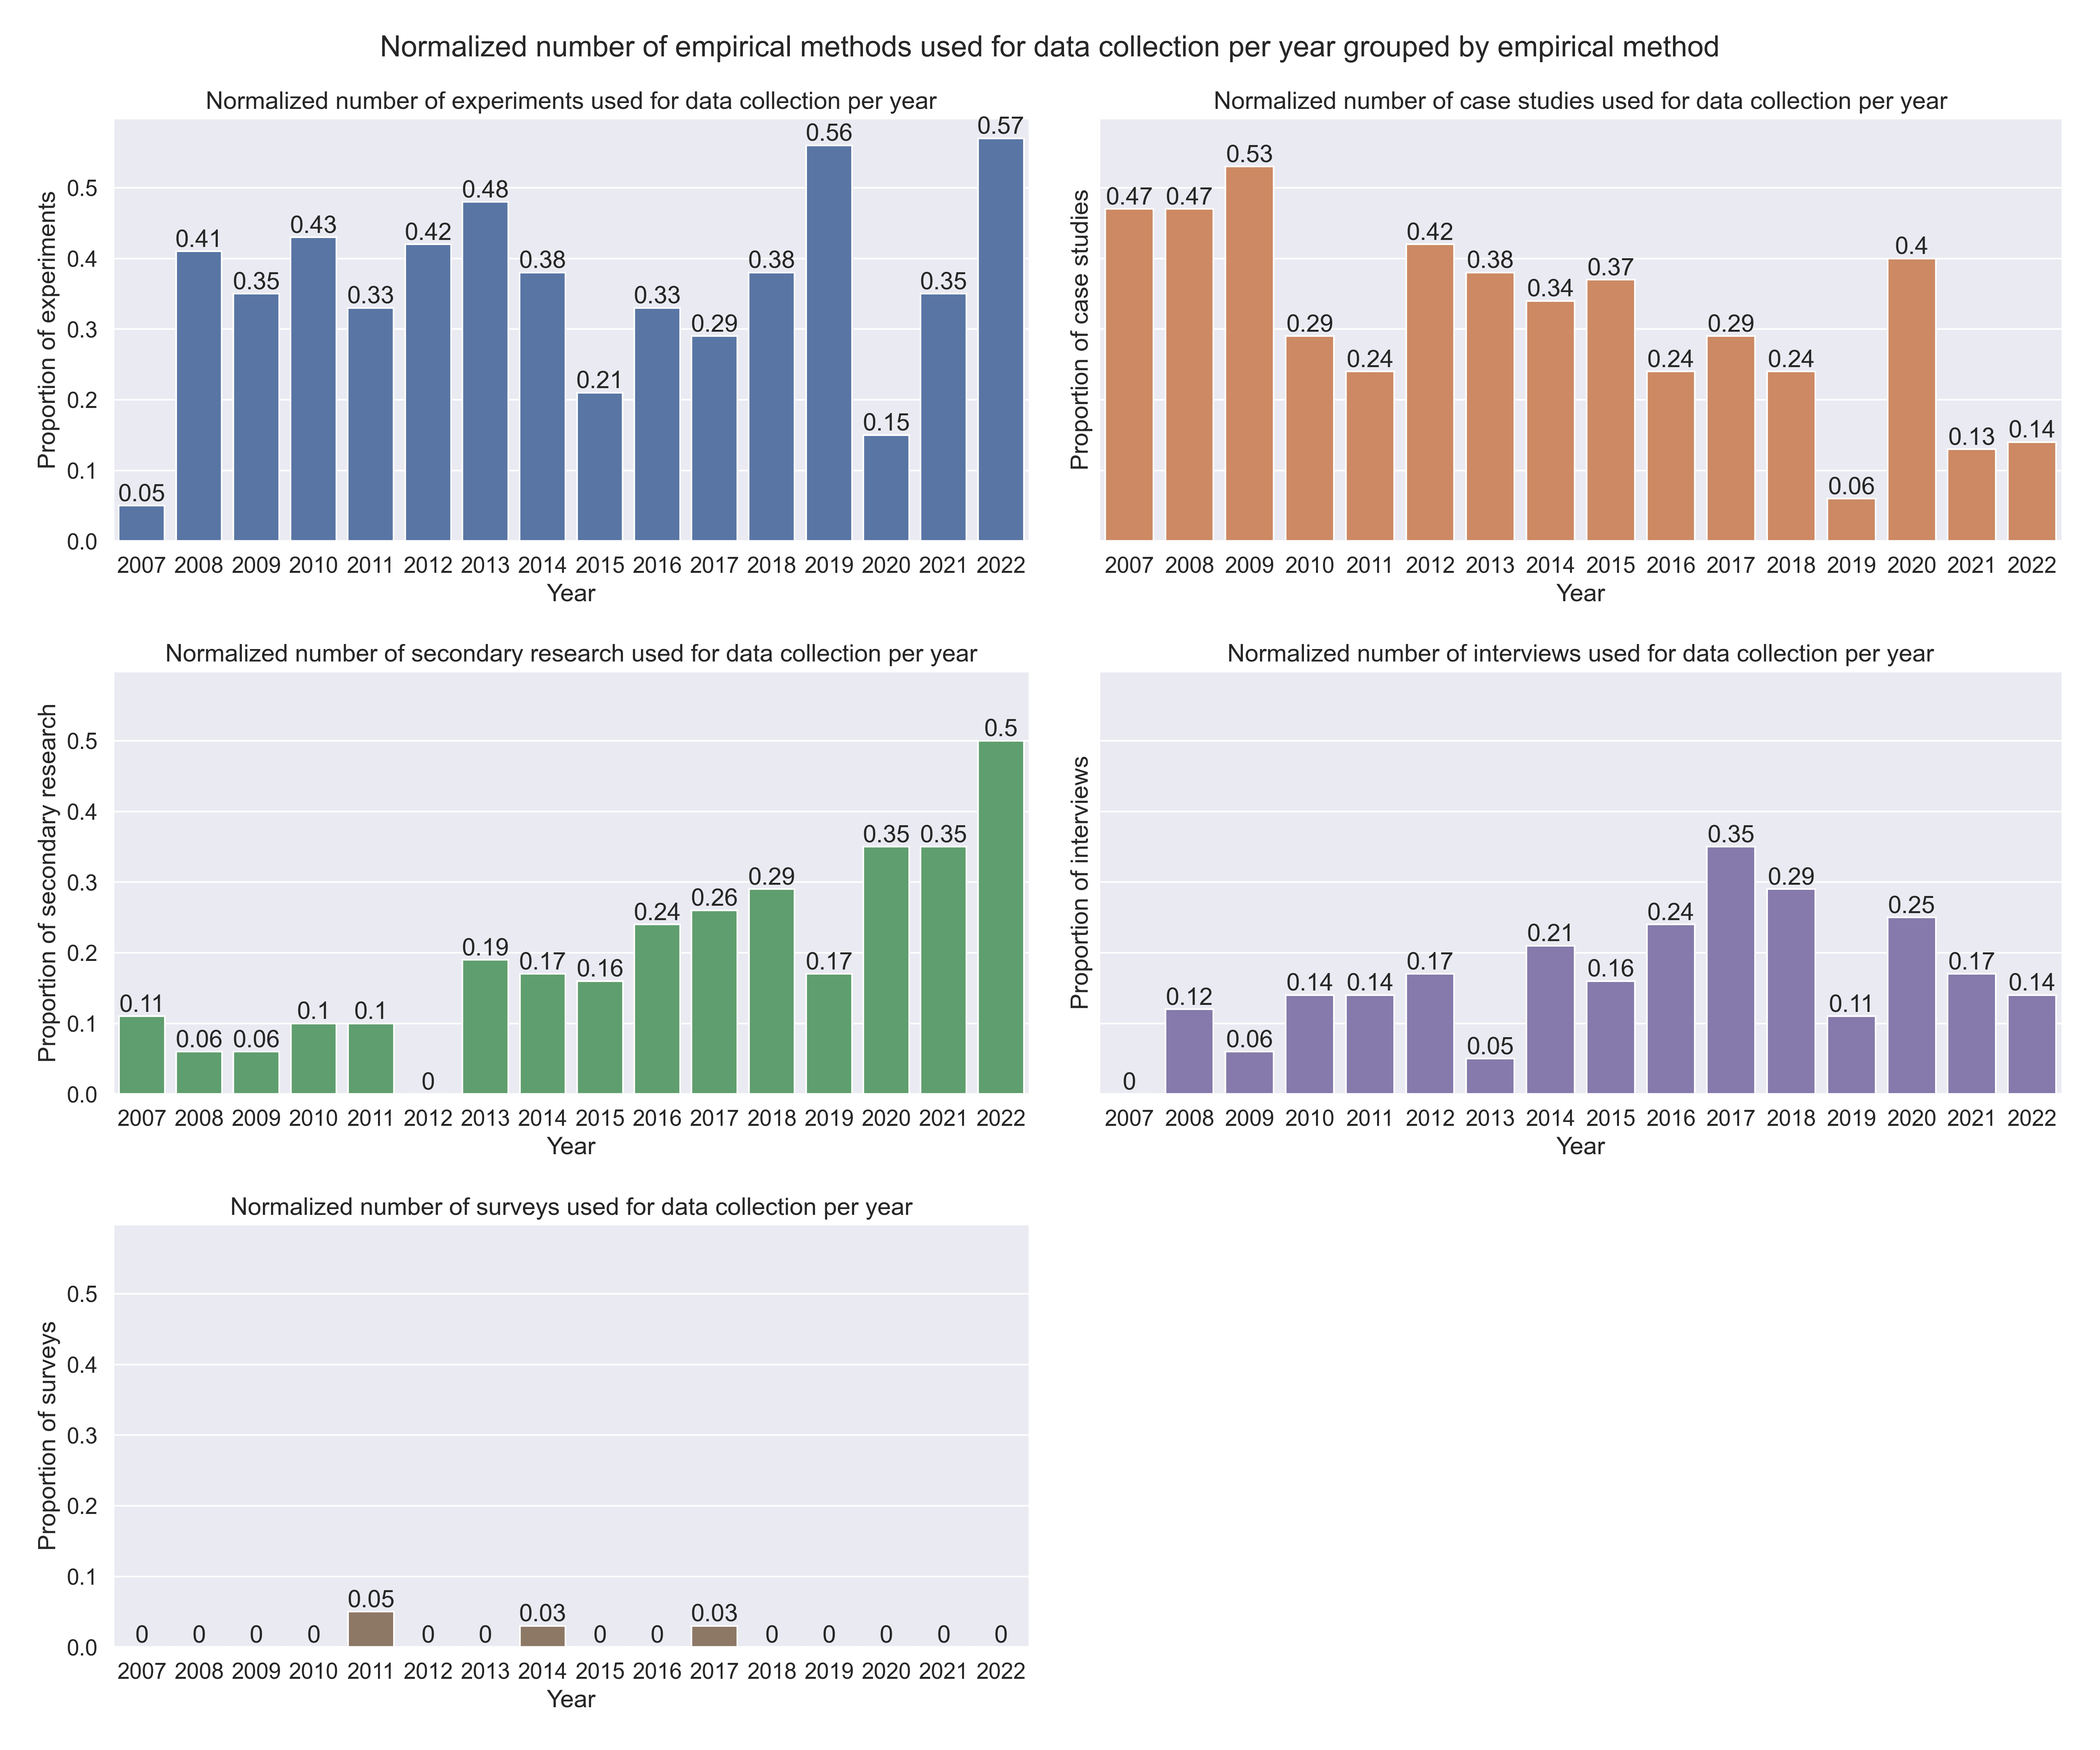 Normalized number of empirical methods used for data collection per year grouped by empirical method
Normalized number of experiments used for data collection per year
Proportion of experiments
0.5
0.4
0.3
0.2
0.1
0.0
0.05 0.41 0.35 0.43 0.33 0.42 0.48 0.38 0.21 0.33 0.29 0.38 0.56 0.15 0.35 0.57
2007 2008 2009 2010 2011 2012 2013 2014 2015 2016 2017 2018 2019 2020 2021 2022
Year
Normalized number of case studies used for data collection per year
Proportion of case studies
0.47 0.47 0.53 0.29 0.24 0.42 0.38 0.34 0.37 0.24 0.29 0.24 0.06 0.4 0.13 0.14
2007 2008 2009 2010 2011 2012 2013 2014 2015 2016 2017 2018 2019 2020 2021 2022
Year
Normalized number of secondary research used for data collection per year
Proportion of secondary research
0.5
0.4
0.3
0.2
0.1
0.0
0.11 0.06 0.06 0.1 0.1 0 0.19 0.17 0.16 0.24 0.26 0.29 0.17 0.35 0.35 0.5
2007 2008 2009 2010 2011 2012 2013 2014 2015 2016 2017 2018 2019 2020 2021 2022
Year
Normalized number of interviews used for data collection per year
Proportion of interviews
0 0.12 0.06 0.14 0.14 0.17 0.05 0.21 0.16 0.24 0.35 0.29 0.11 0.25 0.17 0.14
2007 2008 2009 2010 2011 2012 2013 2014 2015 2016 2017 2018 2019 2020 2021 2022
Year
Normalized number of surveys used for data collection per year
Proportion of surveys
0.5
0.4
0.3
0.2
0.1
0.0
0 0 0 0 0.05 0 0 0.03 0 0 0.03 0 0 0 0 0
2007 2008 2009 2010 2011 2012 2013 2014 2015 2016 2017 2018 2019 2020 2021 2022
Year